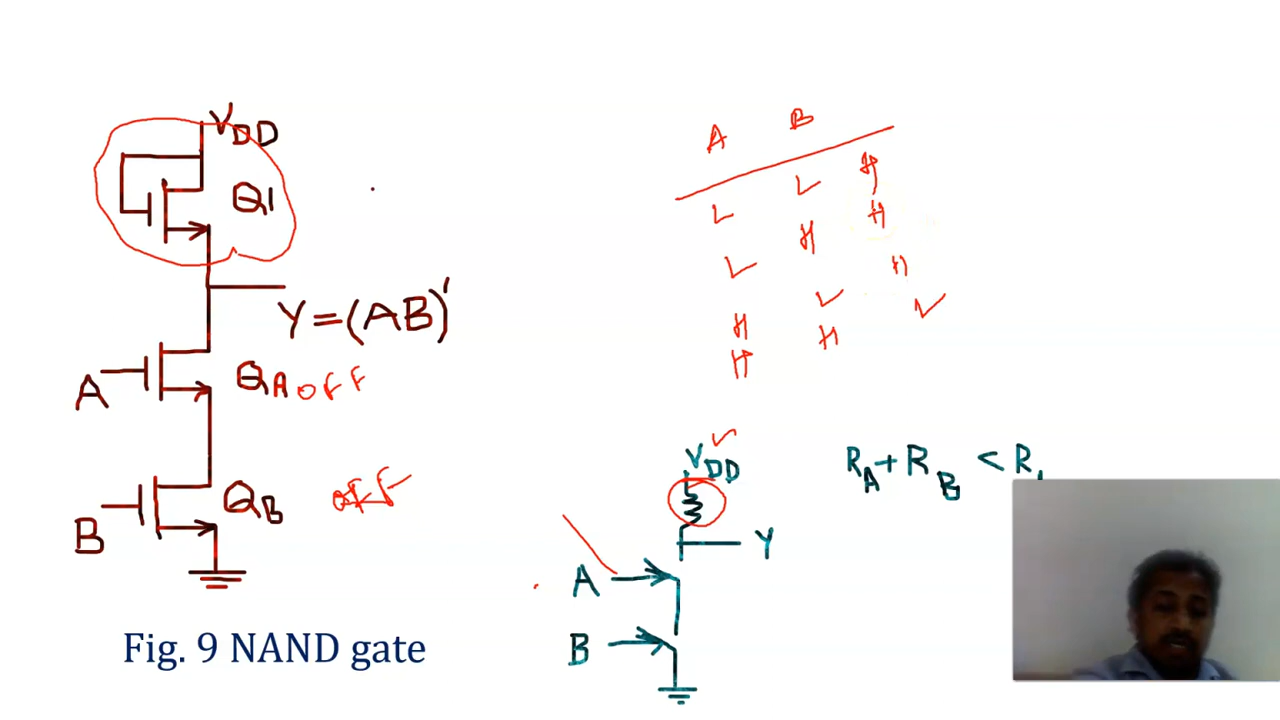 VDD
Q1
Y=(AB)'
A
QA OFF
B
QB OFF
Fig. 9 NAND gate
A B
L L H
L H H
H L H
H H L
VDD
Y
A
B
RA+RB < R